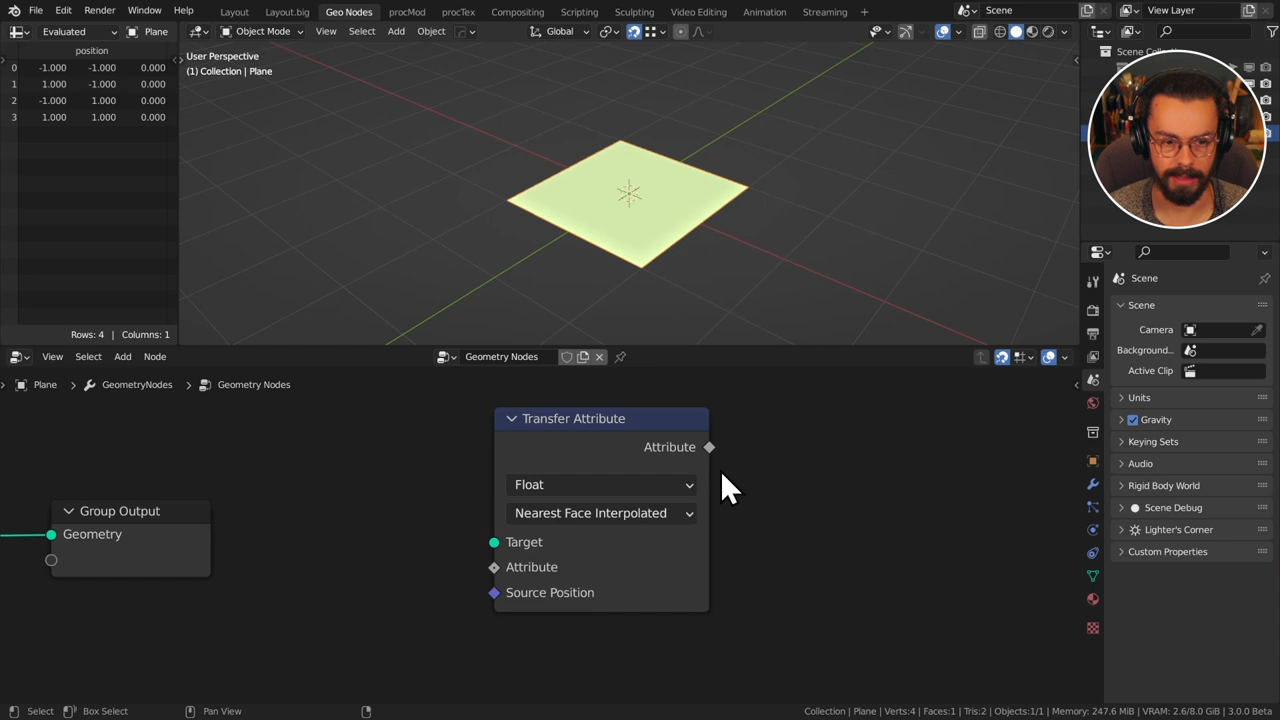 File Edit Render Window Help Layout Layout.big Geo Nodes procMod procTex Compositing Scripting Sculpting Video Editing Animation Streaming + Scene View Layer
Evaluated Plane Object Mode View Select Add Object Global
position
0 -1.000 -1.000 0.000
1 1.000 -1.000 0.000
2 -1.000 1.000 0.000
3 1.000 1.000 0.000
Rows: 4 | Columns: 1
User Perspective
(1) Collection | Plane
Scene
Scene
Camera
Background...
Active Clip
Units
Gravity
Keying Sets
Audio
Rigid Body World
Scene Debug
Lighter's Corner
Custom Properties
View Select Add Node Geometry Nodes
Plane GeometryNodes Geometry Nodes
Group Output
Geometry
Transfer Attribute
Attribute
Float
Nearest Face Interpolated
Target
Attribute
Source Position
Select Box Select Pan View Collection | Plane | Verts:4 | Faces:1 | Tris:2 | Objects:1/1 | Memory: 247.6 MiB | VRAM: 2.6/8.0 GiB | 3.0.0 Beta